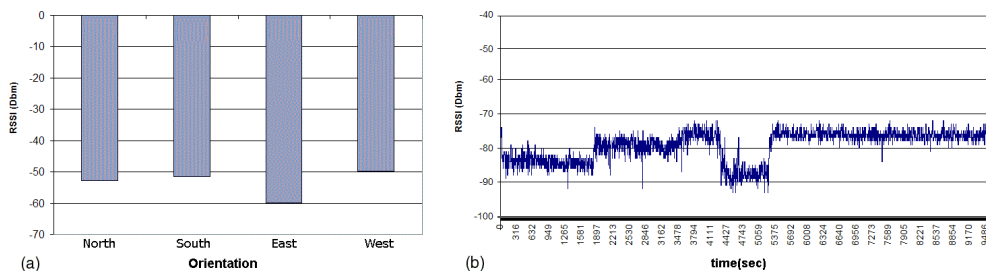 0
-10
-20
-30
-40
-50
-60
-70
RSSI (Dbm)
North South East West
(a) Orientation
-40
-50
-60
-70
-80
-90
-100
RSSI (Dbm)
0 316 632 949 1265 1581 1897 2213 2530 2846 3162 3478 3794 4111 4427 4743 5059 5375 5692 6008 6324 6640 6956 7273 7589 7905 8221 8537 8854 9170 9486
(b) time(sec)